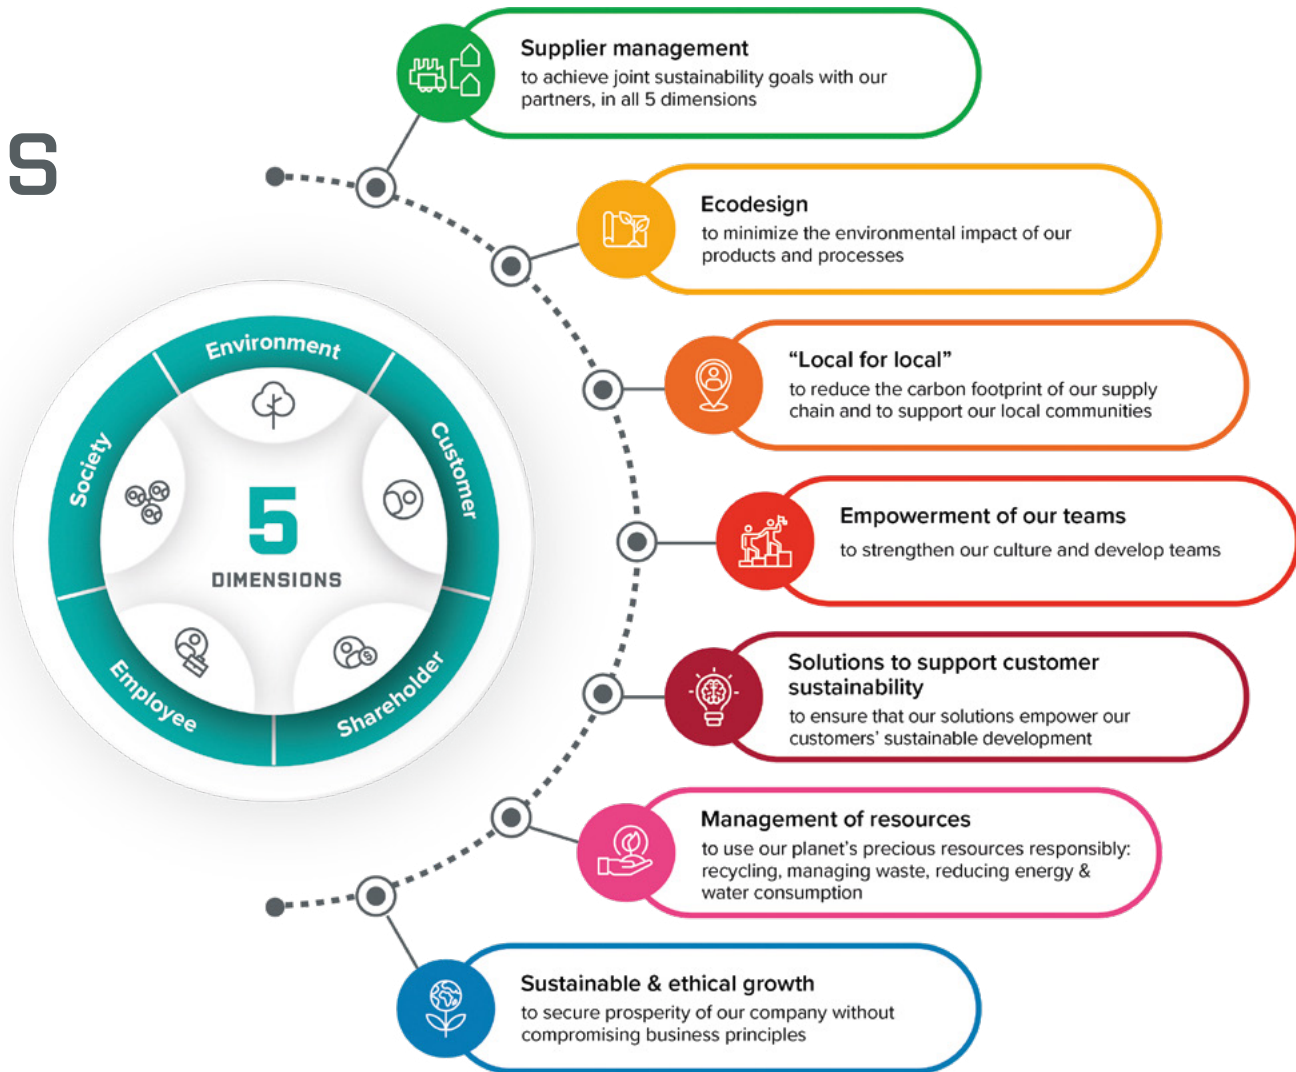 S
Supplier management
to achieve joint sustainability goals with our
partners, in all 5 dimensions
Ecodesign
to minimize the environmental impact of our
products and processes
“Local for local”
to reduce the carbon footprint of our supply
chain and to support our local communities
Empowerment of our teams
to strengthen our culture and develop teams
Solutions to support customer
sustainability
to ensure that our solutions empower our
customers’ sustainable development
Management of resources
to use our planet’s precious resources responsibly:
recycling, managing waste, reducing energy &
water consumption
Sustainable & ethical growth
to secure prosperity of our company without
compromising business principles
Environment
Customer
Shareholder
Employee
Society
5
DIMENSIONS
$